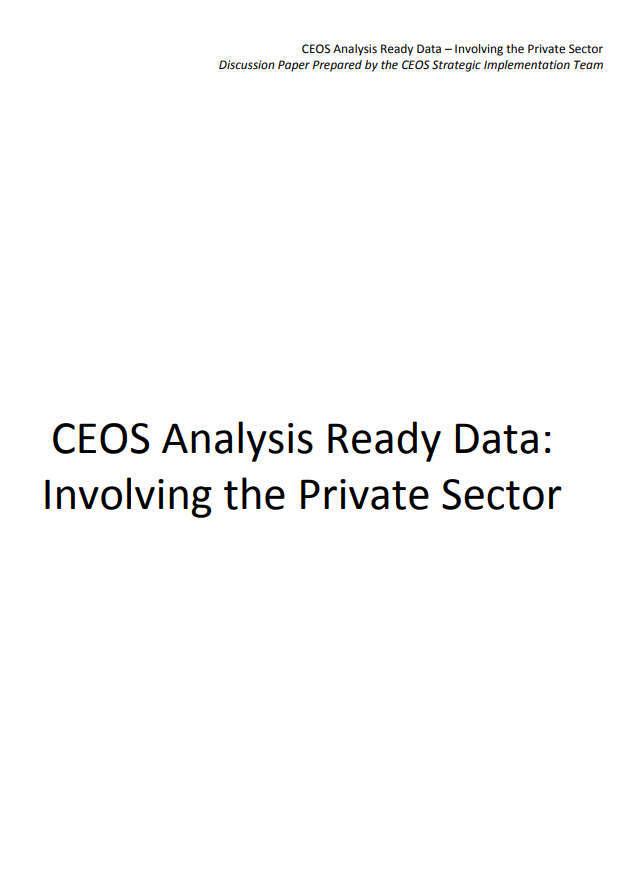 CEOS Analysis Ready Data – Involving the Private Sector
Discussion Paper Prepared by the CEOS Strategic Implementation Team
CEOS Analysis Ready Data:
Involving the Private Sector